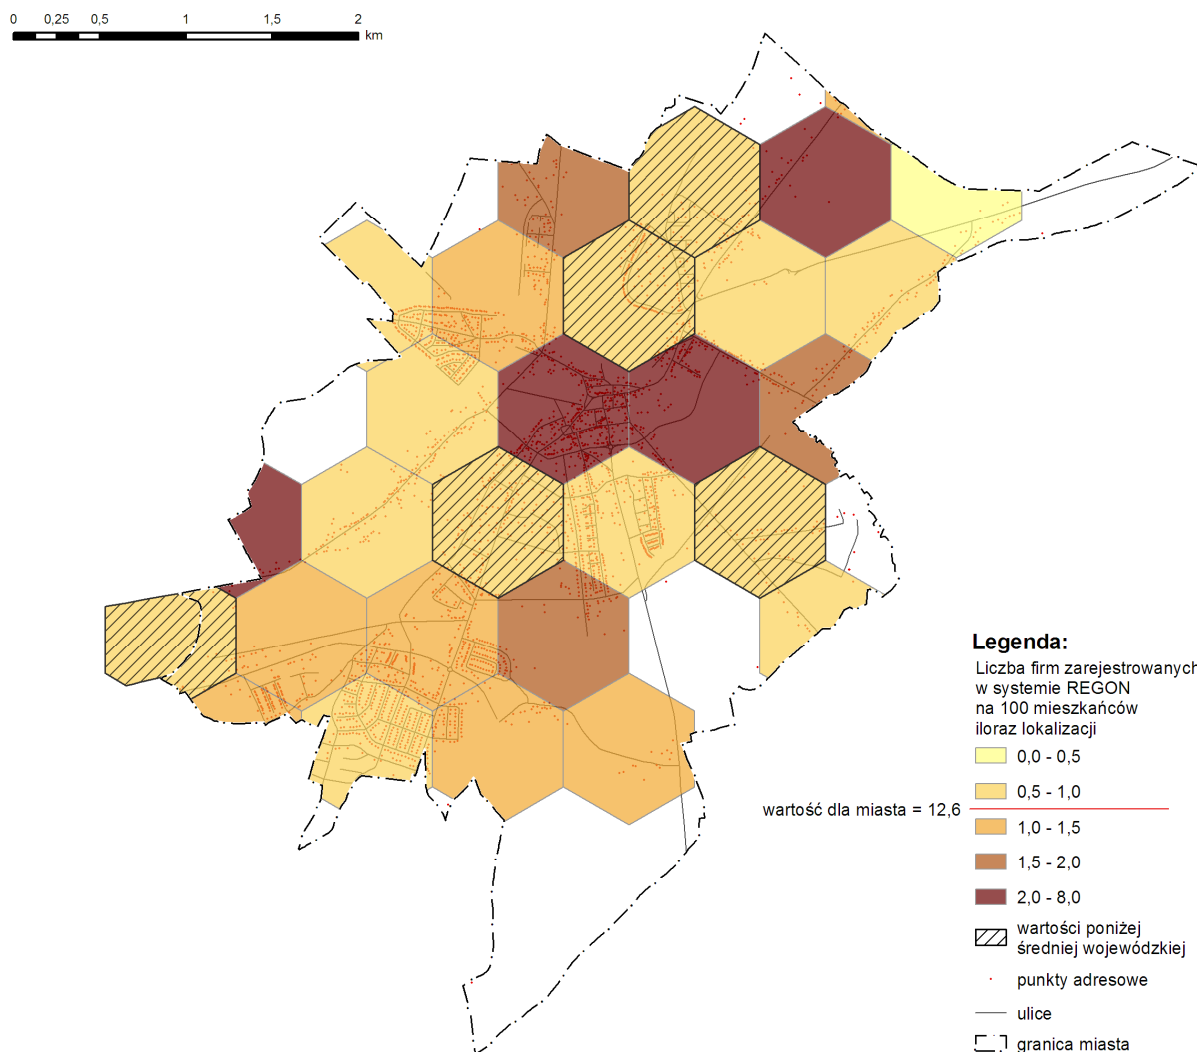 0 0,25 0,5 1 1,5 2
km
Legenda:
Liczba firm zarejestrowanych
w systemie REGON
na 100 mieszkańców
iloraz lokalizacji
0,0 - 0,5
0,5 - 1,0
wartość dla miasta = 12,6
1,0 - 1,5
1,5 - 2,0
2,0 - 8,0
wartości poniżej
średniej wojewódzkiej
punkty adresowe
ulice
granica miasta